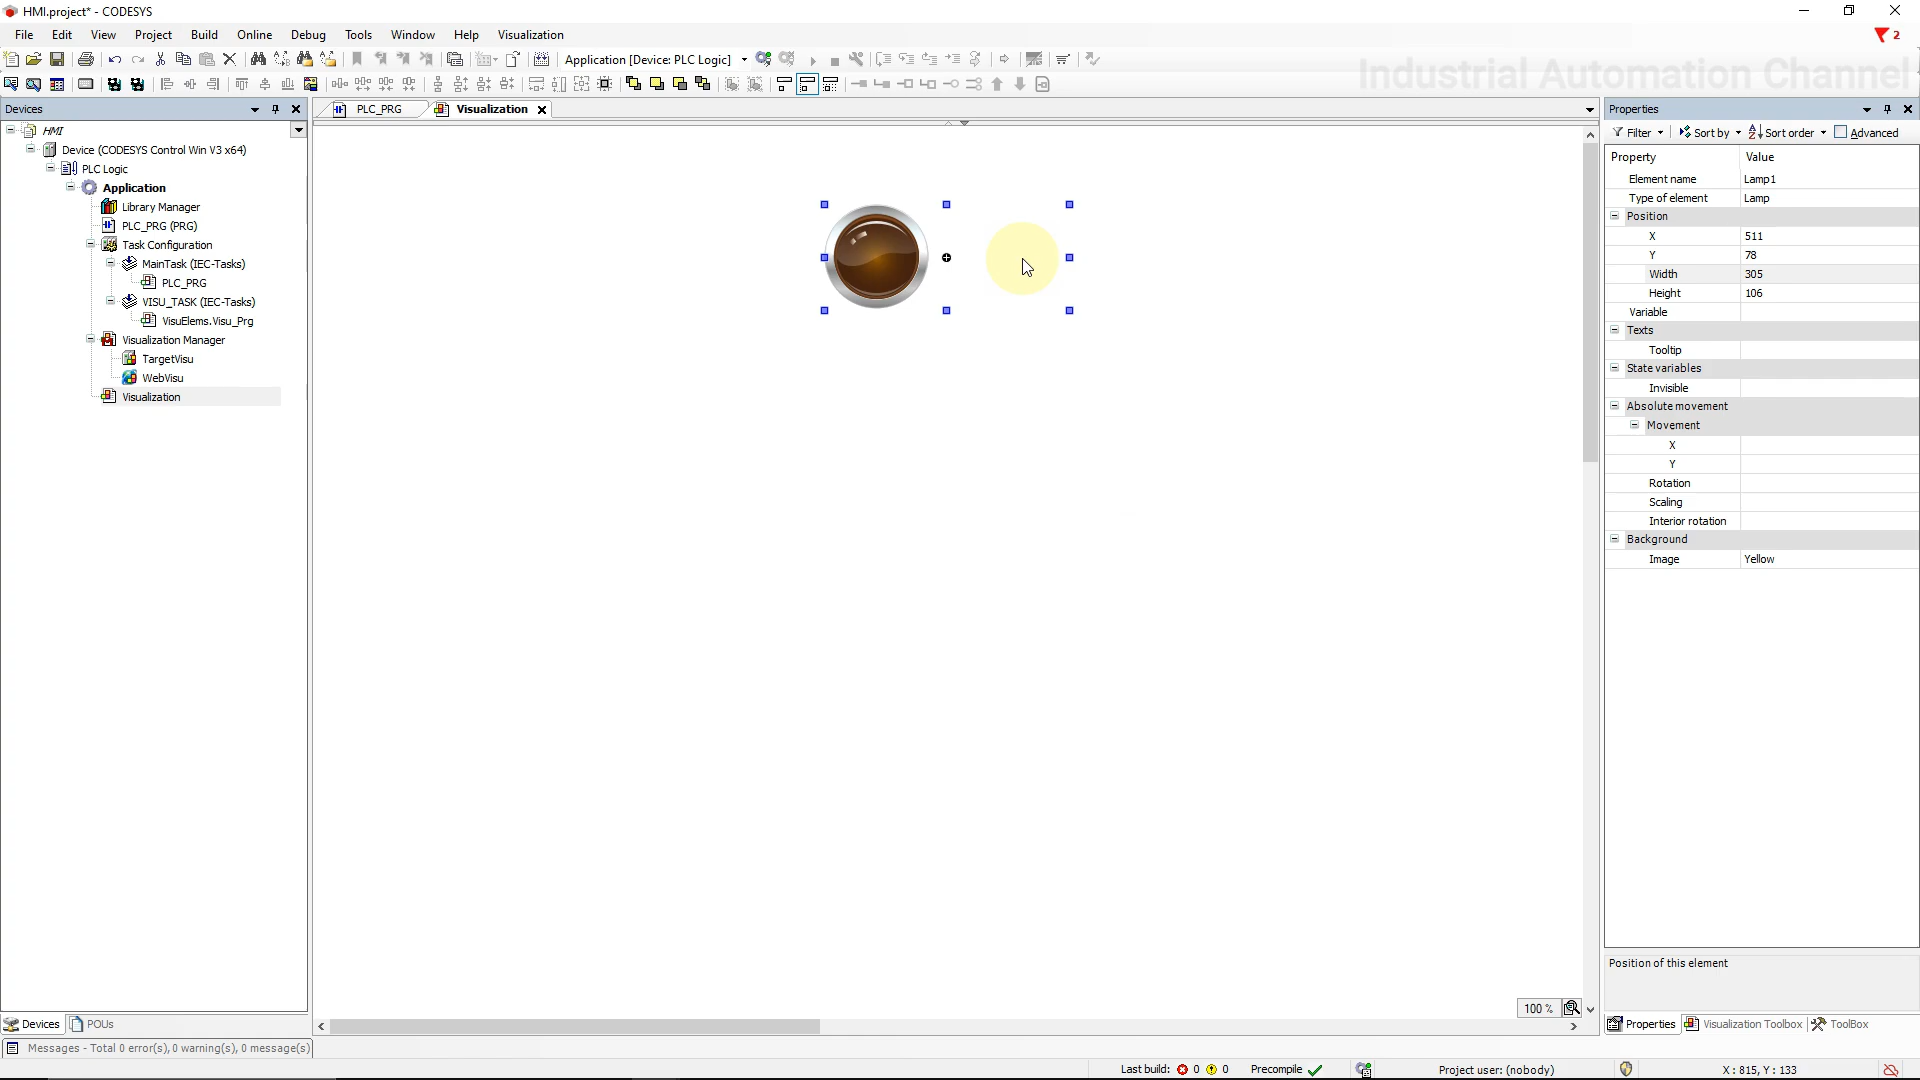 HMI.project* - CODESYS
File Edit View Project Build Online Debug Tools Window Help Visualization
2
Application [Device: PLC Logic]
Industrial Automation Channel
Devices
PLC_PRG
Visualization
Properties
HMI
Device (CODESYS Control Win V3 x64)
PLC Logic
Application
Library Manager
PLC_PRG (PRG)
Task Configuration
MainTask (IEC-Tasks)
PLC_PRG
VISU_TASK (IEC-Tasks)
VisuElems.Visu_Prg
Visualization Manager
TargetVisu
WebVisu
Visualization
Filter Sort by Sort order Advanced
Property Value
Element name Lamp1
Type of element Lamp
Position
X 511
Y 78
Width 305
Height 106
Variable
Texts
Tooltip
State variables
Invisible
Absolute movement
Movement
X
Y
Rotation
Scaling
Interior rotation
Background
Image Yellow
Position of this element
100 %
Devices POUs
Properties Visualization Toolbox ToolBox
Messages - Total 0 error(s), 0 warning(s), 0 message(s)
Last build: 0 0 Precompile Project user: (nobody) X: 815, Y: 133